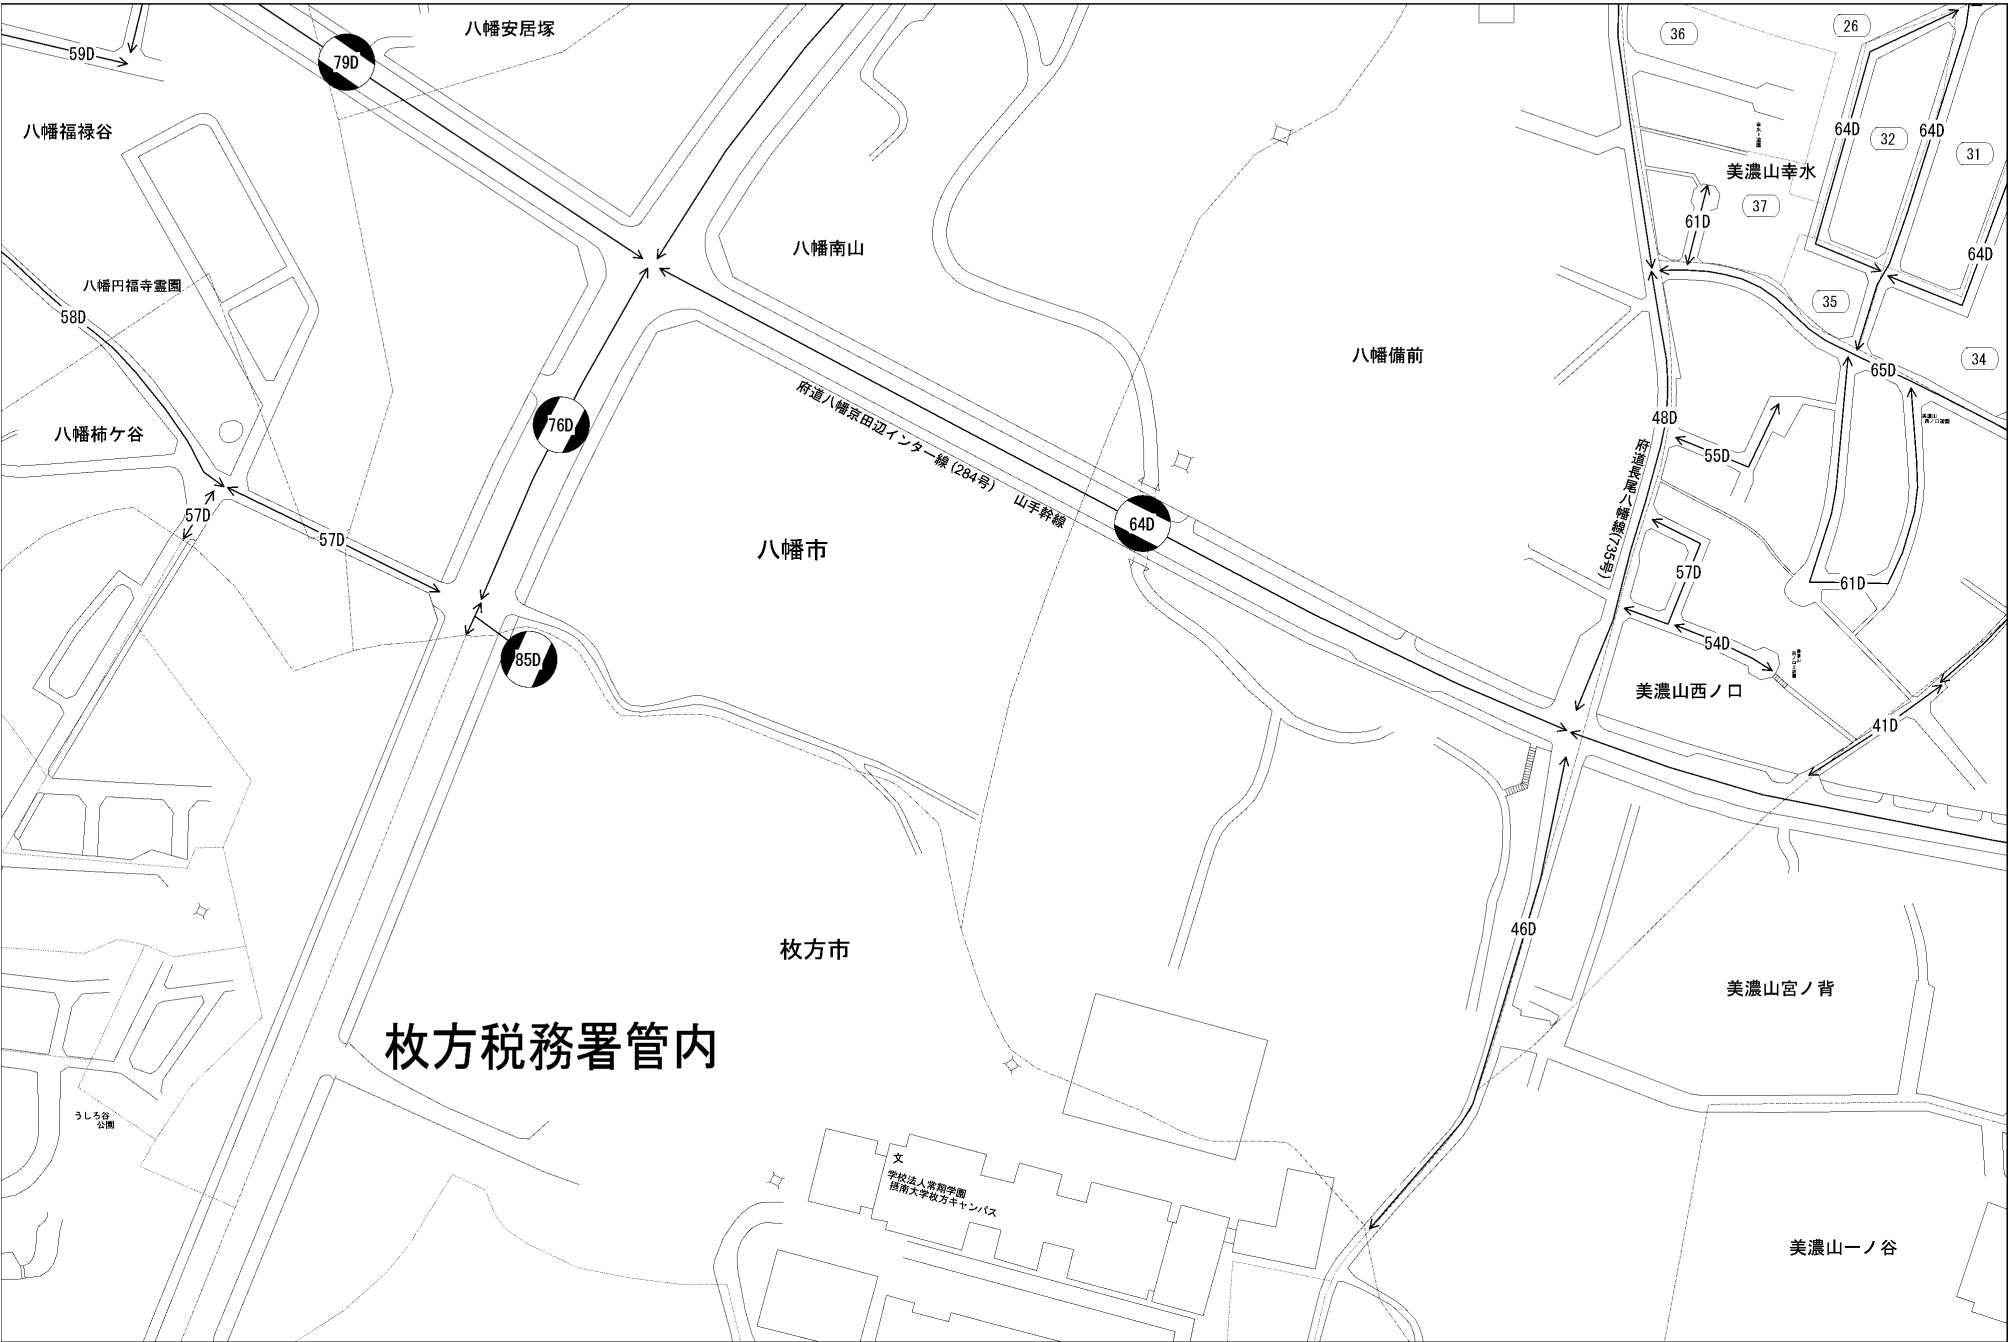 八幡安居塚
59D
79D
36
26
八幡福禄谷
64D
32
64D
31
美濃山幸水
37
61D
八幡南山
64D
八幡円福寺霊園
35
58D
八幡備前
34
65D
府道八幡京田辺インター線(284号) 山手幹線
48D
76D
八幡柿ケ谷
府道長尾八幡線(735号)
55D
57D
64D
57D
八幡市
57D
61D
54D
85D
美濃山西ノ口
41D
46D
枚方市
美濃山宮ノ背
枚方税務署管内
うしろ谷
公園
文
学校法人常翔学園
摂南大学枚方キャンパス
美濃山一ノ谷